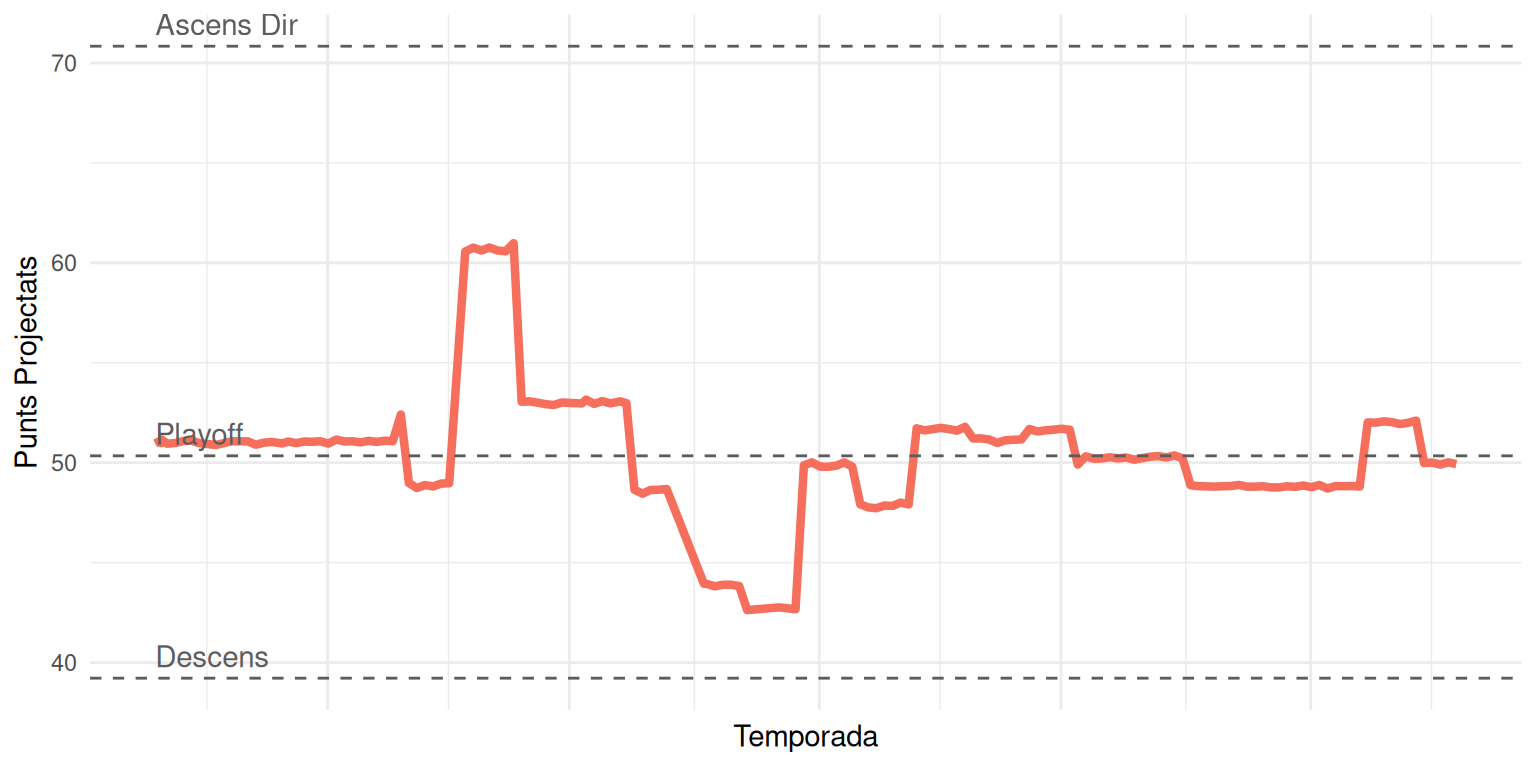 Ascens Dir
70
60
Punts Projectats
Playoff
50
Descens
40
Temporada